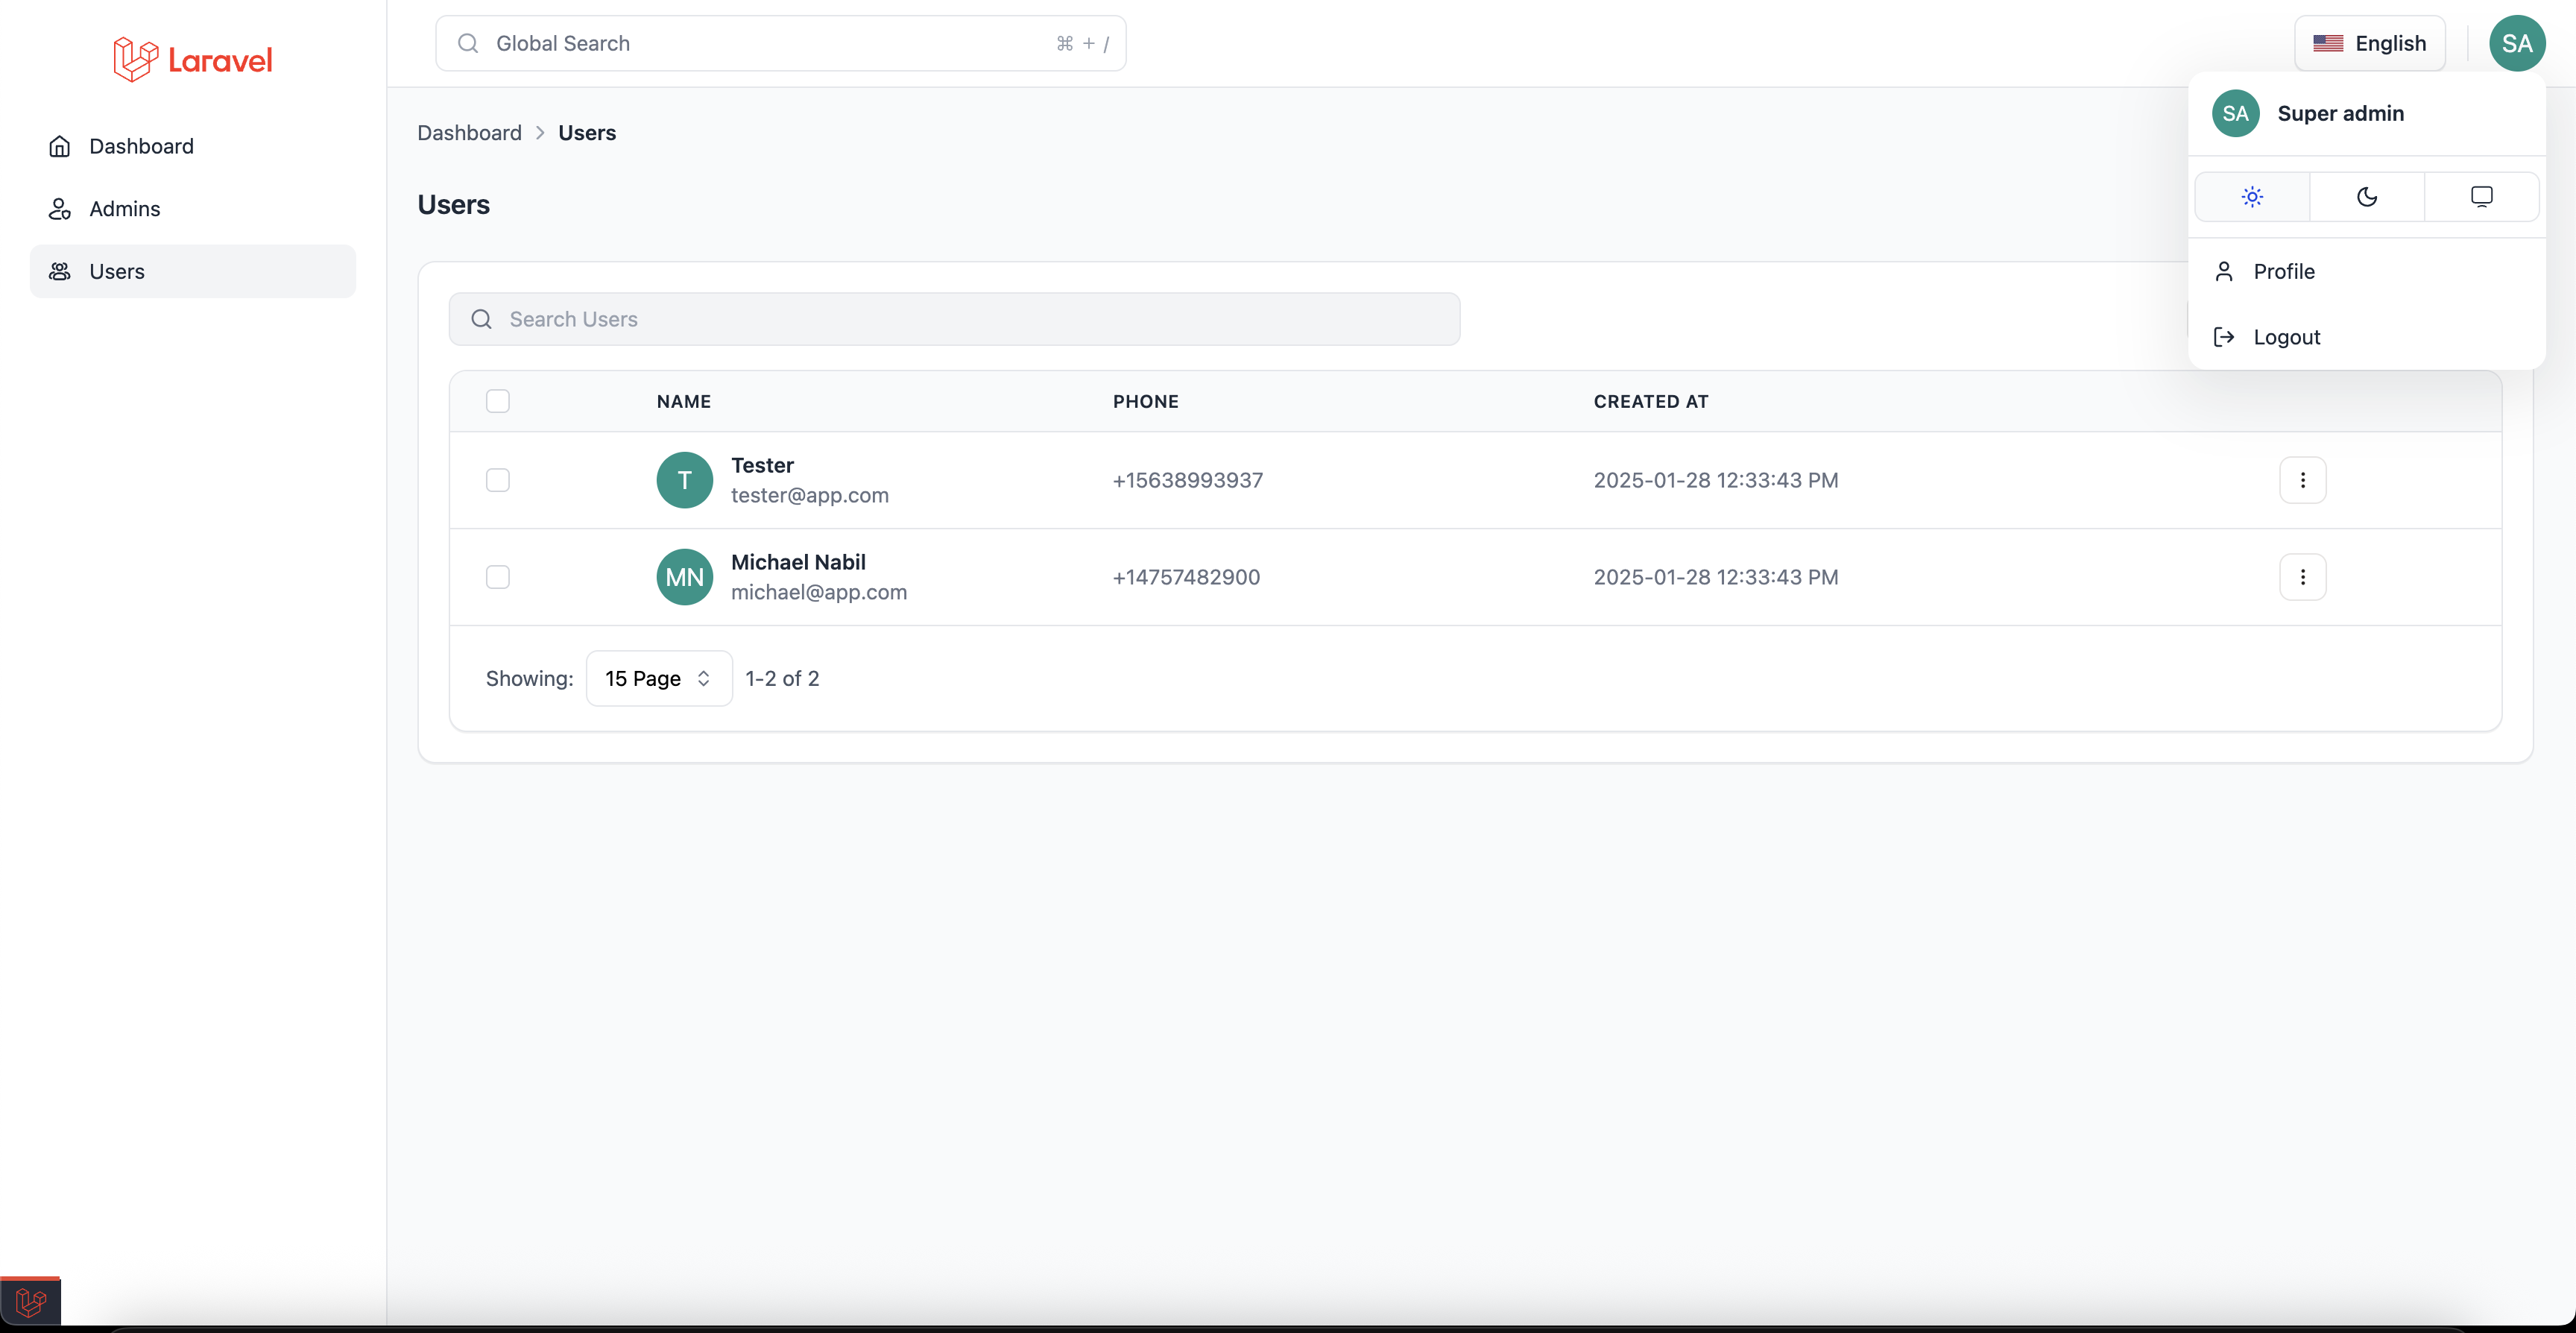 Laravel
Dashboard
Admins
Users
Global Search
⌘ + /
English
SA
SA
Super admin
Profile
Logout
Dashboard > Users
Users
Search Users
NAME PHONE CREATED AT
T
Tester
tester@app.com
+15638993937
2025-01-28 12:33:43 PM
MN
Michael Nabil
michael@app.com
+14757482900
2025-01-28 12:33:43 PM
Showing: 15 Page 1-2 of 2